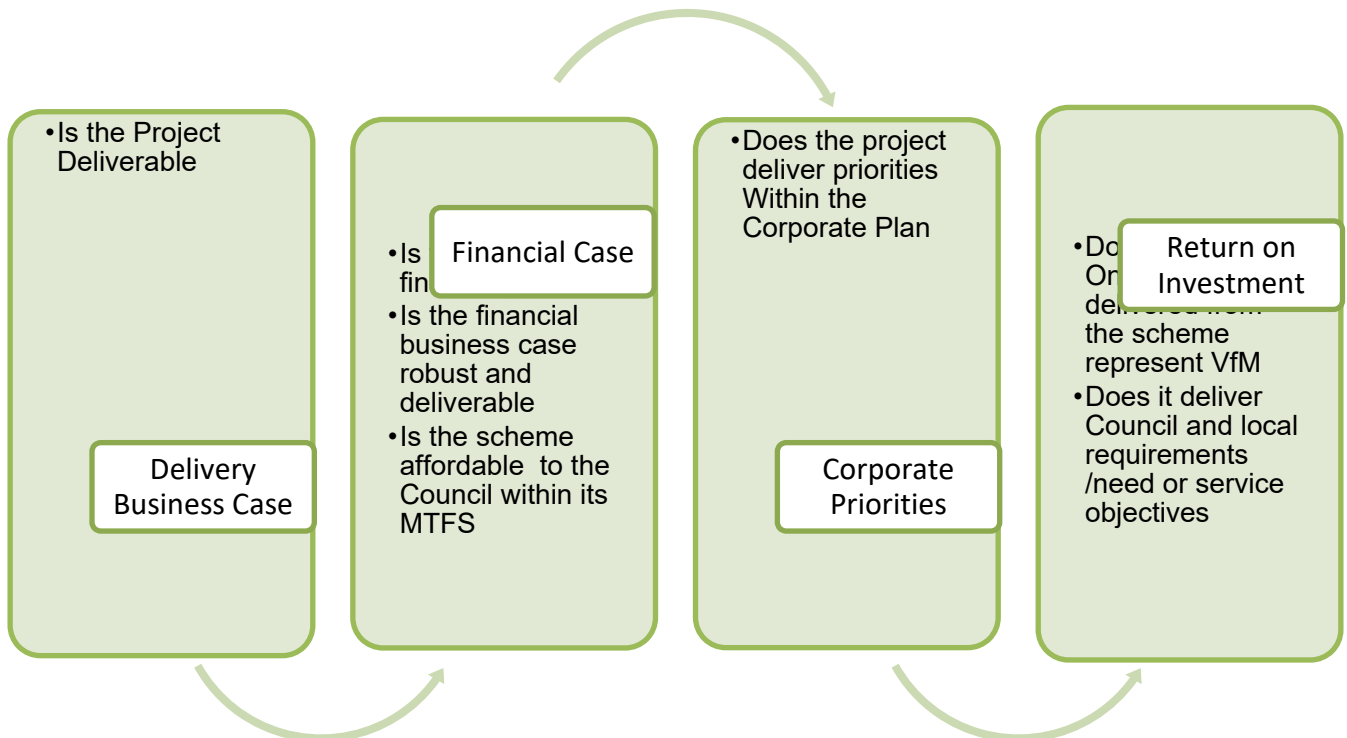 •Is the Project
Deliverable
Delivery
Business Case
Financial Case
•Is
fin
•Is the financial
business case
robust and
deliverable
•Is the scheme
affordable to the
Council within its
MTFS
•Does the project
deliver priorities
Within the
Corporate Plan
Corporate
Priorities
Return on
Investment
•Do
On
delivered from
the scheme
represent VfM
•Does it deliver
Council and local
requirements
/need or service
objectives